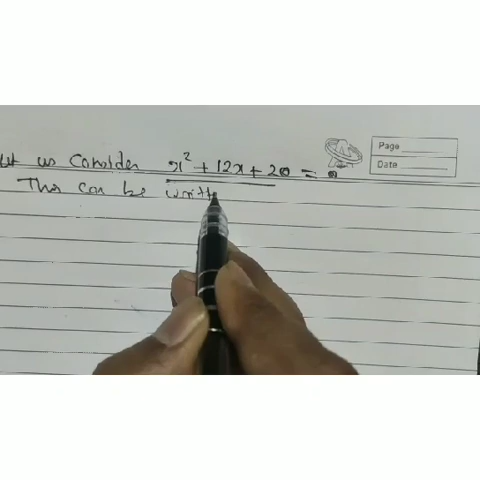 Let us Consider x² + 12x + 20 = 0
This can be writte
Page
Date